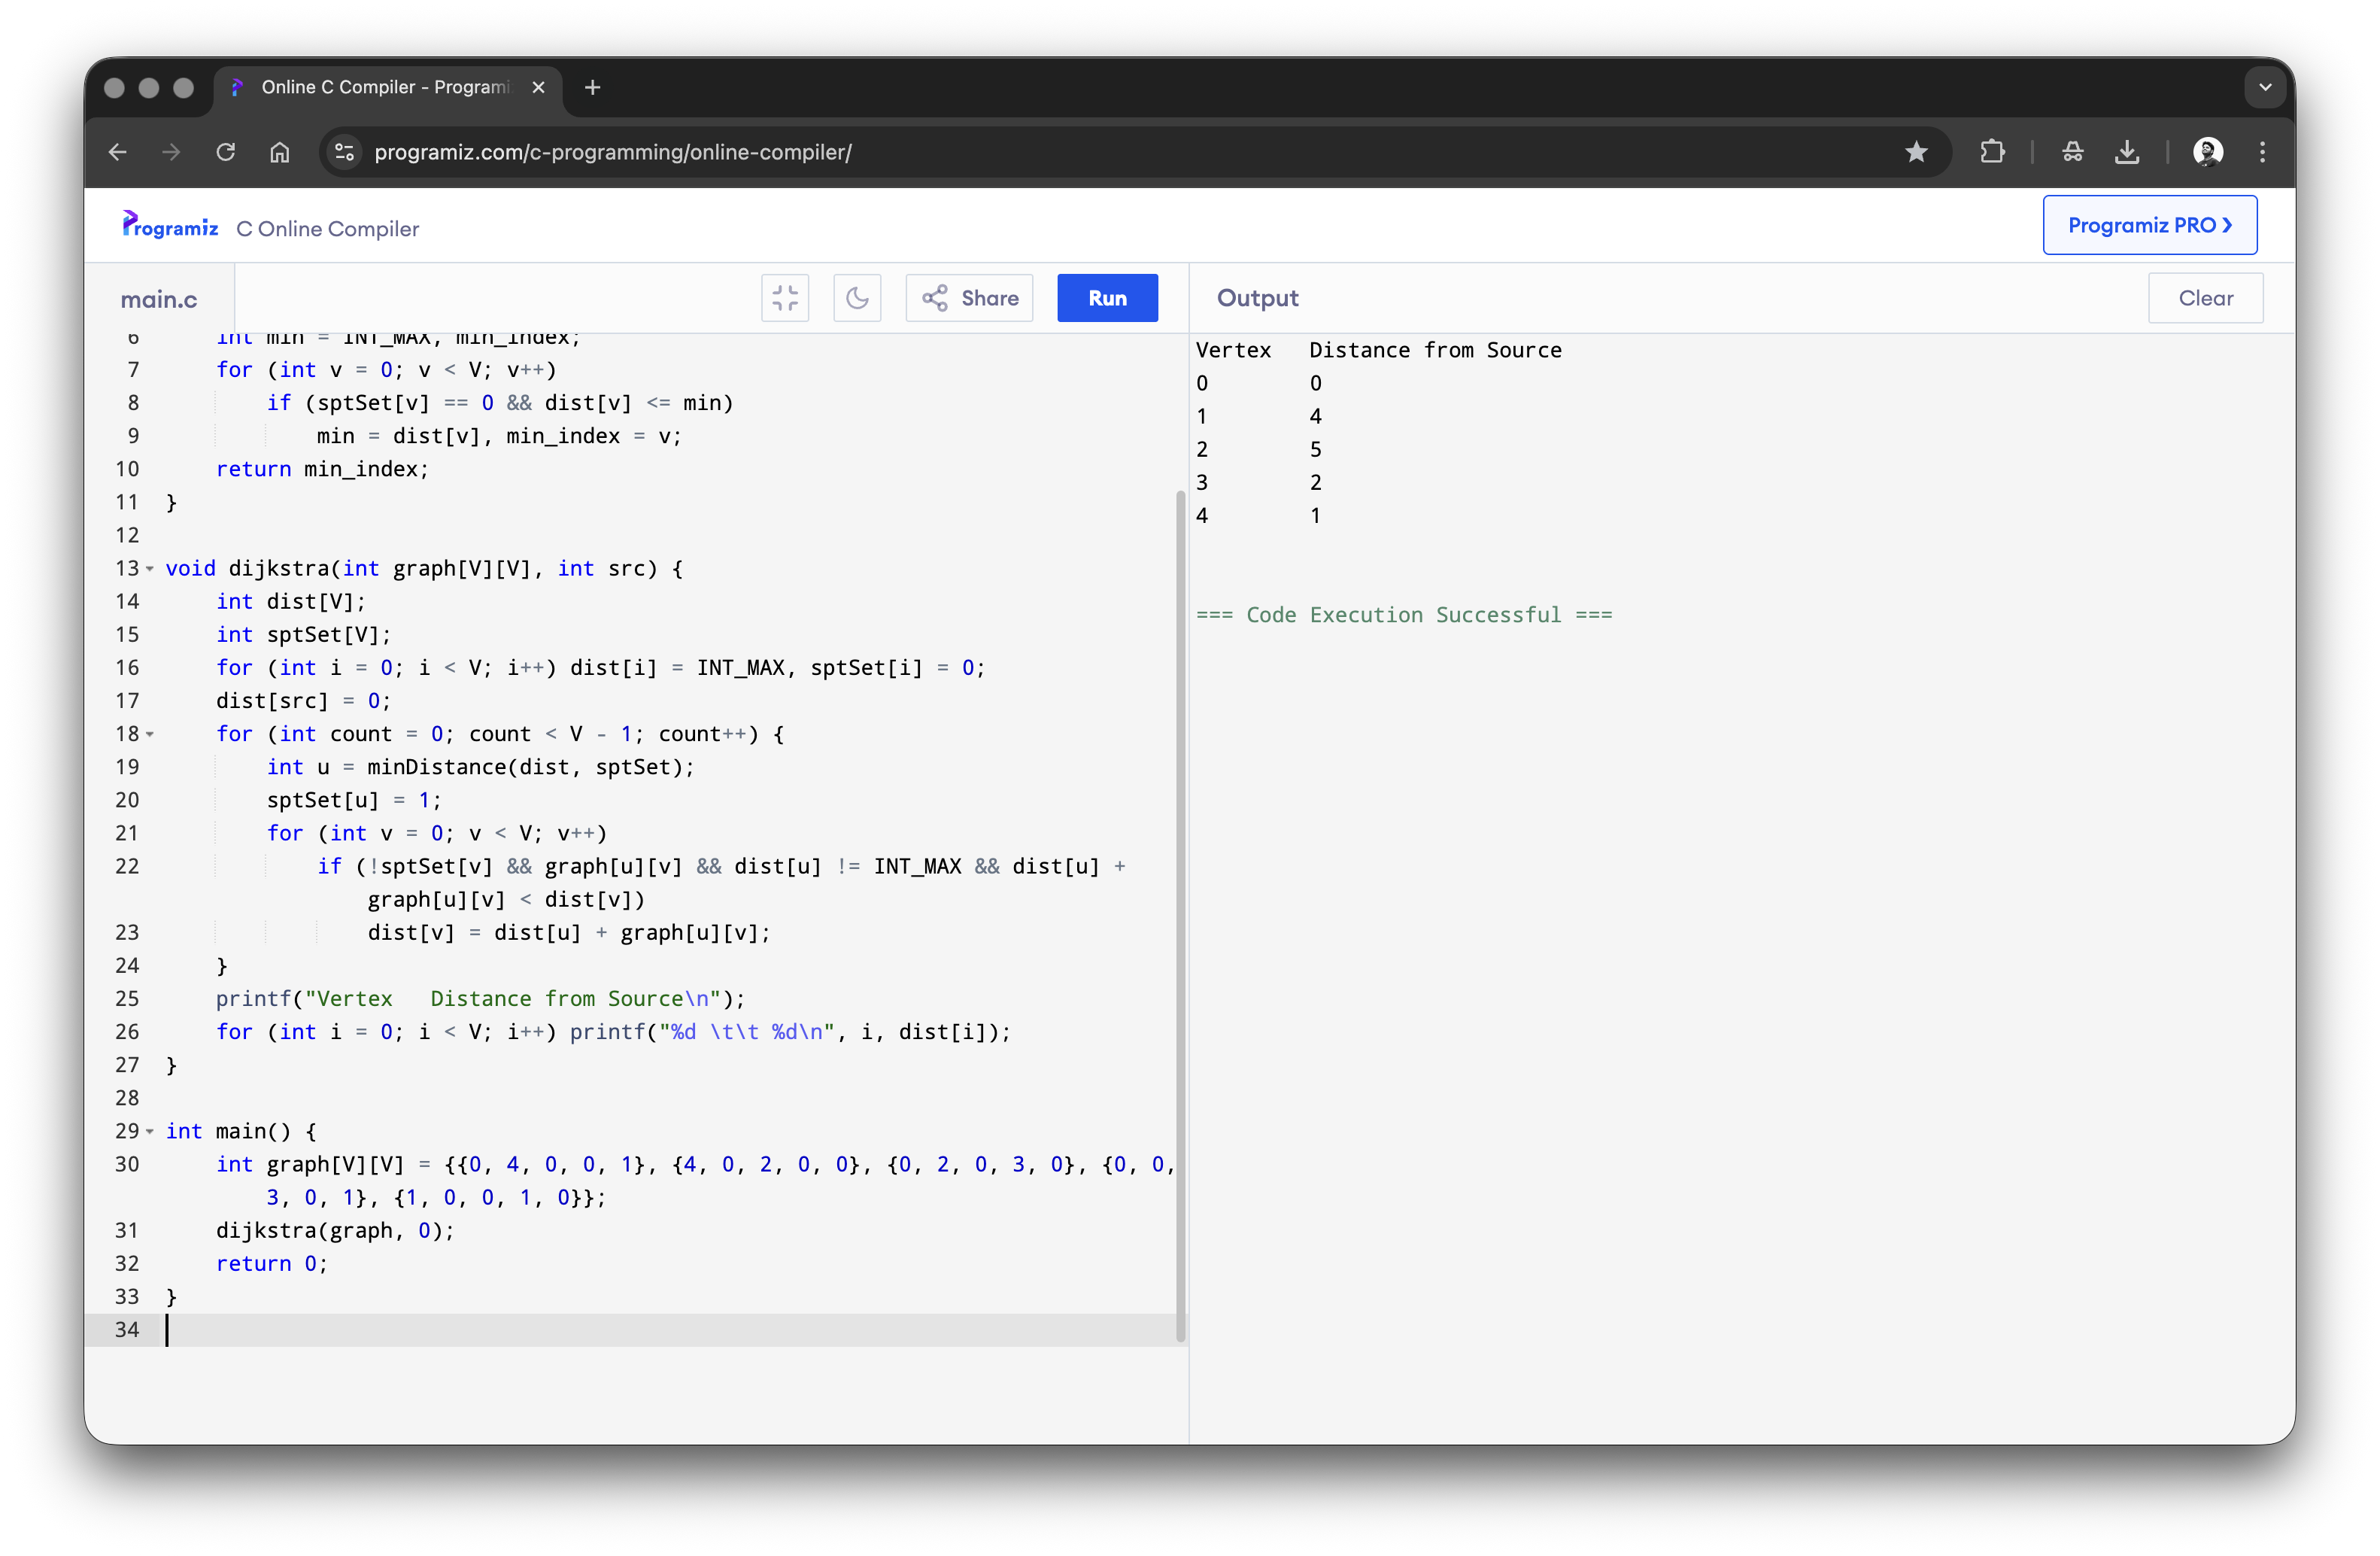 Online C Compiler - Programi
programiz.com/c-programming/online-compiler/
Programiz C Online Compiler
Programiz PRO ❯
main.c
Share
Run
Output
Clear
6     int min = INT_MAX, min_index;
7     for (int v = 0; v < V; v++)
8         if (sptSet[v] == 0 && dist[v] <= min)
9             min = dist[v], min_index = v;
10     return min_index;
11 }
12
13 void dijkstra(int graph[V][V], int src) {
14     int dist[V];
15     int sptSet[V];
16     for (int i = 0; i < V; i++) dist[i] = INT_MAX, sptSet[i] = 0;
17     dist[src] = 0;
18     for (int count = 0; count < V - 1; count++) {
19         int u = minDistance(dist, sptSet);
20         sptSet[u] = 1;
21         for (int v = 0; v < V; v++)
22             if (!sptSet[v] && graph[u][v] && dist[u] != INT_MAX && dist[u] +
                graph[u][v] < dist[v])
23                 dist[v] = dist[u] + graph[u][v];
24     }
25     printf("Vertex   Distance from Source\n");
26     for (int i = 0; i < V; i++) printf("%d \t\t %d\n", i, dist[i]);
27 }
28
29 int main() {
30     int graph[V][V] = {{0, 4, 0, 0, 1}, {4, 0, 2, 0, 0}, {0, 2, 0, 3, 0}, {0, 0,
        3, 0, 1}, {1, 0, 0, 1, 0}};
31     dijkstra(graph, 0);
32     return 0;
33 }
34
Vertex   Distance from Source
0        0
1        4
2        5
3        2
4        1
=== Code Execution Successful ===